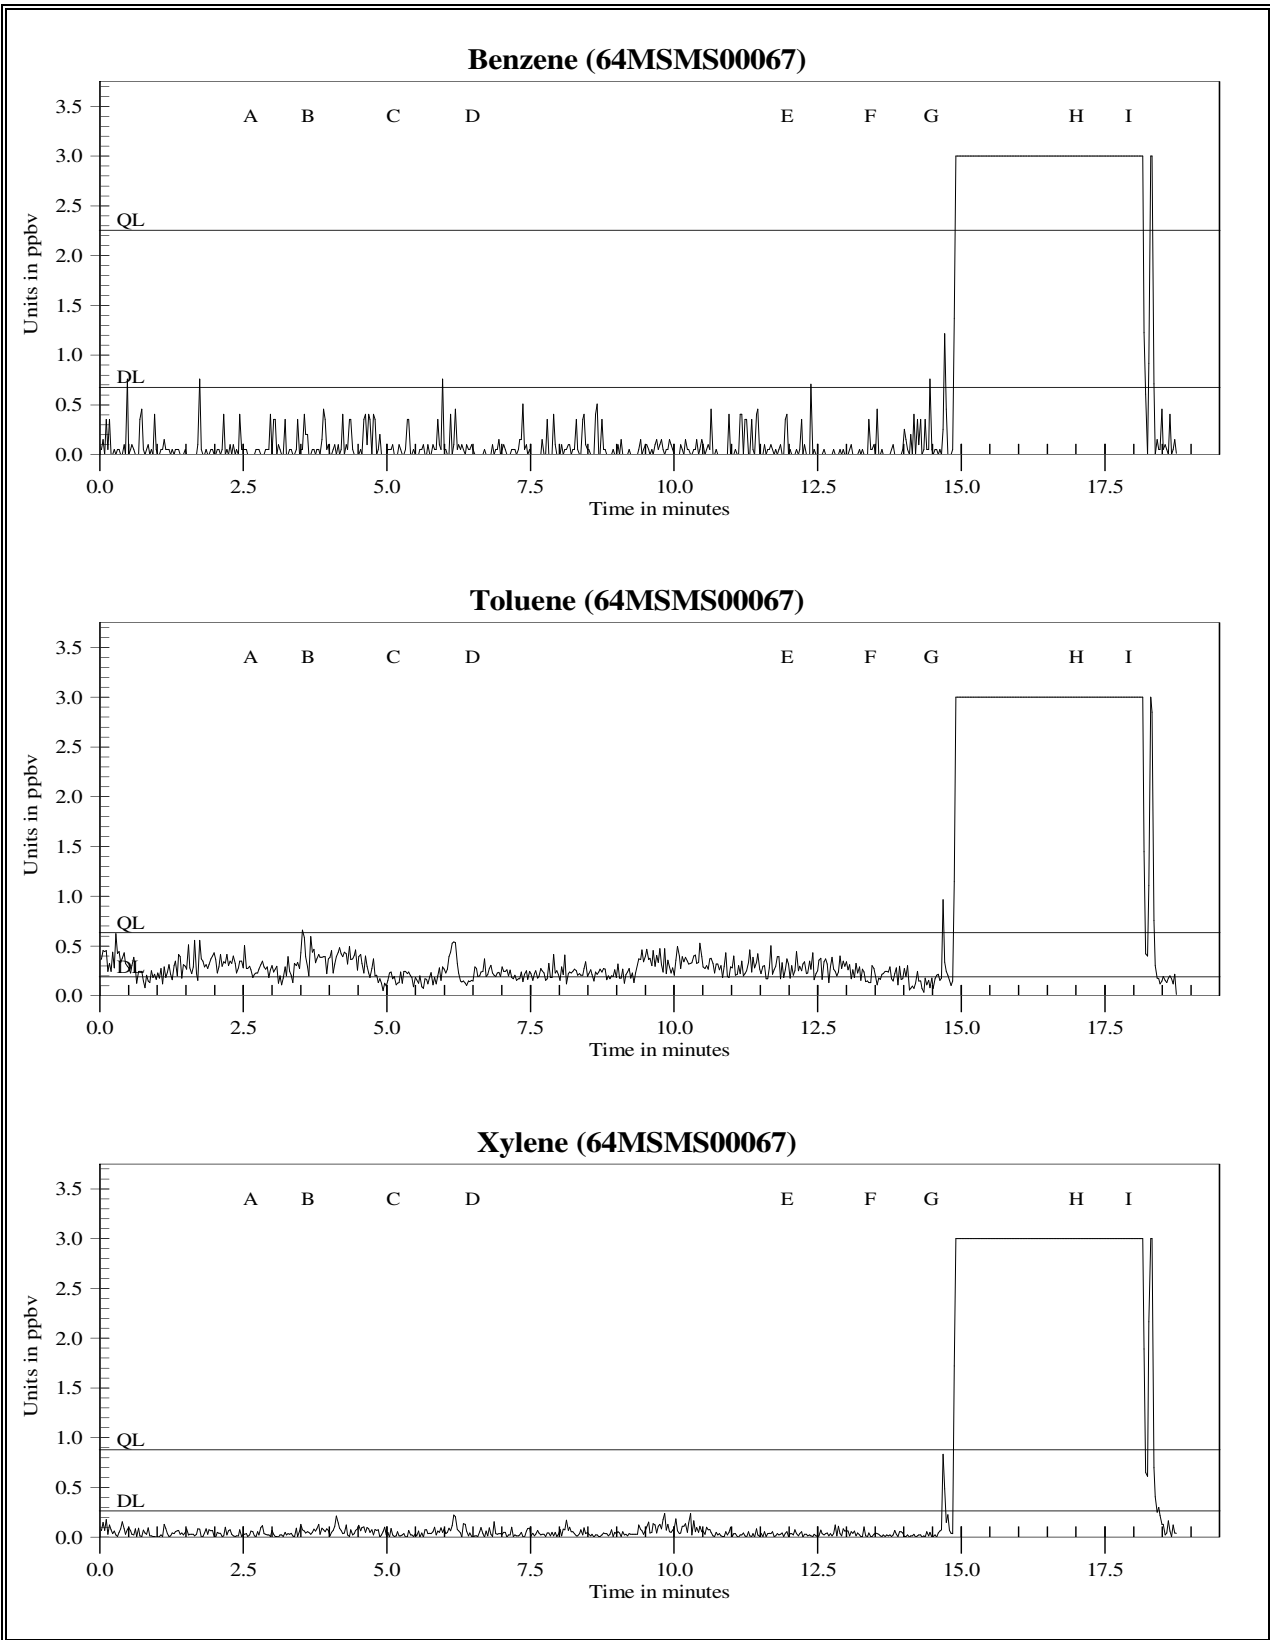 Benzene (64MSMS00067)
3.5
A B C D E F G H I
3.0
2.5
QL
2.0
1.5
1.0
DL
0.5
0.0
Units in ppbv
0.0 2.5 5.0 7.5 10.0 12.5 15.0 17.5
Time in minutes
Toluene (64MSMS00067)
3.5
A B C D E F G H I
3.0
2.5
2.0
1.5
1.0
QL
0.5
DL
0.0
Units in ppbv
0.0 2.5 5.0 7.5 10.0 12.5 15.0 17.5
Time in minutes
Xylene (64MSMS00067)
3.5
A B C D E F G H I
3.0
2.5
2.0
1.5
1.0
QL
0.5
DL
0.0
Units in ppbv
0.0 2.5 5.0 7.5 10.0 12.5 15.0 17.5
Time in minutes